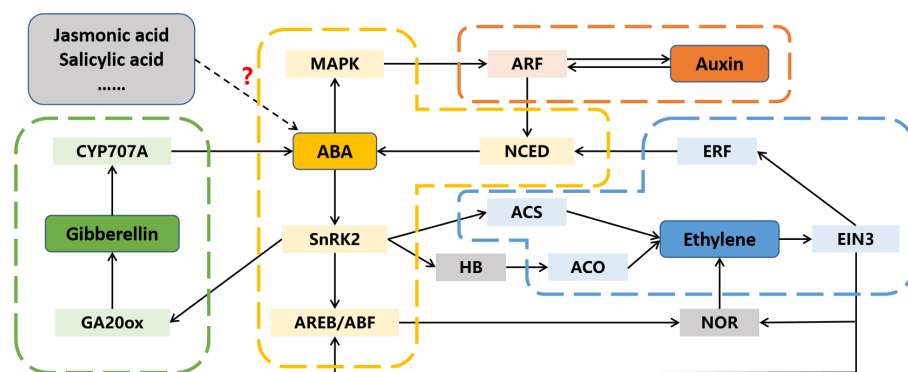 Jasmonic acid
Salicylic acid
......
?
MAPK
ARF
Auxin
CYP707A
ABA
NCED
ERF
ACS
Gibberellin
SnRK2
Ethylene
EIN3
HB
ACO
GA20ox
AREB/ABF
NOR